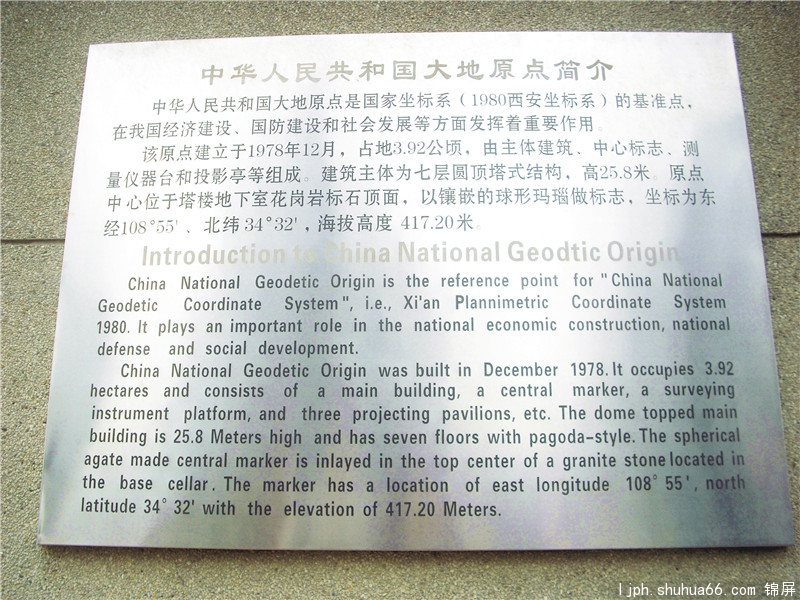 中华人民共和国大地原点简介
中华人民共和国大地原点是国家坐标系（1980西安坐标系）的基准点，
在我国经济建设、国防建设和社会发展等方面发挥着重要作用。
该原点建立于1978年12月，占地3.92公顷，由主体建筑、中心标志、测
量仪器台和投影亭等组成。建筑主体为七层圆顶塔式结构，高25.8米。原点
中心位于塔楼地下室花岗岩标石顶面，以镶嵌的球形玛瑙做标志，坐标为东
经108°55'、北纬34°32'，海拔高度 417.20米。
Introduction to China National Geodtic Origin
China National Geodetic Origin is the reference point for "China National
Geodetic Coordinate System", i.e., Xi'an Plannimetric Coordinate System
1980. It plays an important role in the national economic construction, national
defense and social development.
China National Geodetic Origin was built in December 1978. It occupies 3.92
hectares and consists of a main building, a central marker, a surveying
instrument platform, and three projecting pavilions, etc. The dome topped main
building is 25.8 Meters high and has seven floors with pagoda-style. The spherical
agate made central marker is inlayed in the top center of a granite stone located in
the base cellar. The marker has a location of east longitude 108° 55', north
latitude 34° 32' with the elevation of 417.20 Meters.
ljph.shuhua66.com 锦屏